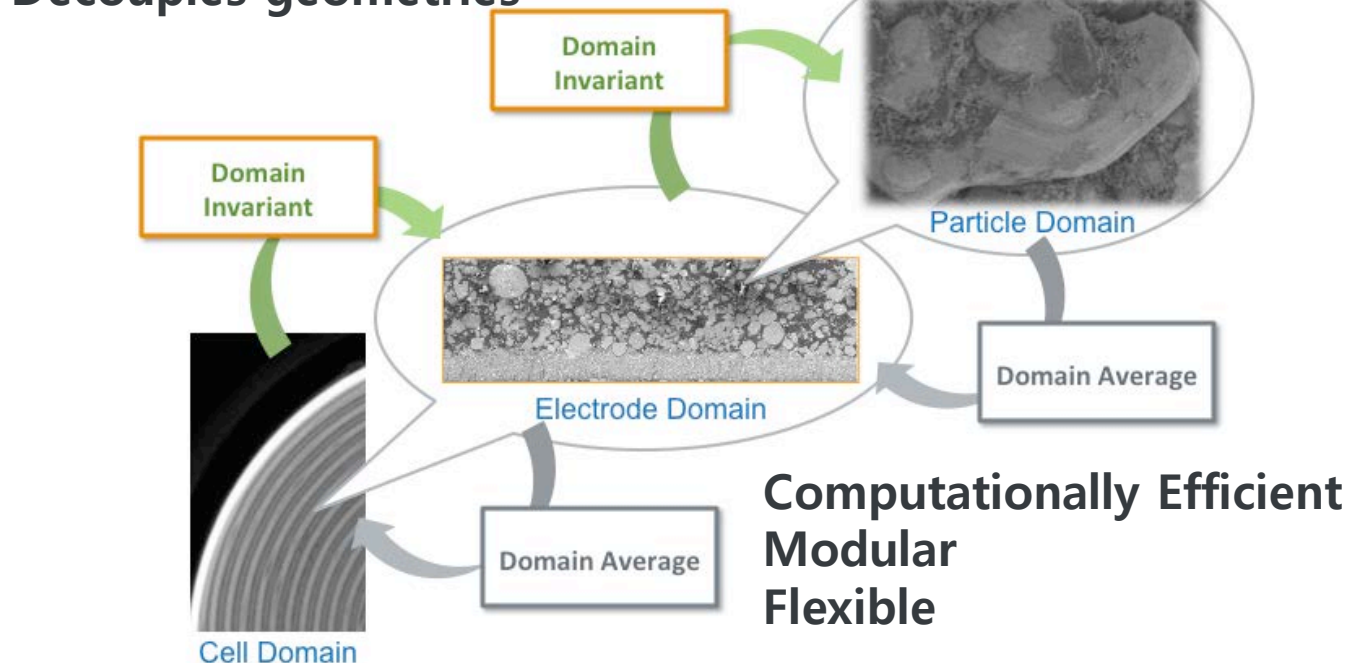 Decouples geometries
Domain
Invariant
Domain
Invariant
Particle Domain
Domain Average
Electrode Domain
Computationally Efficient
Modular
Flexible
Domain Average
Cell Domain